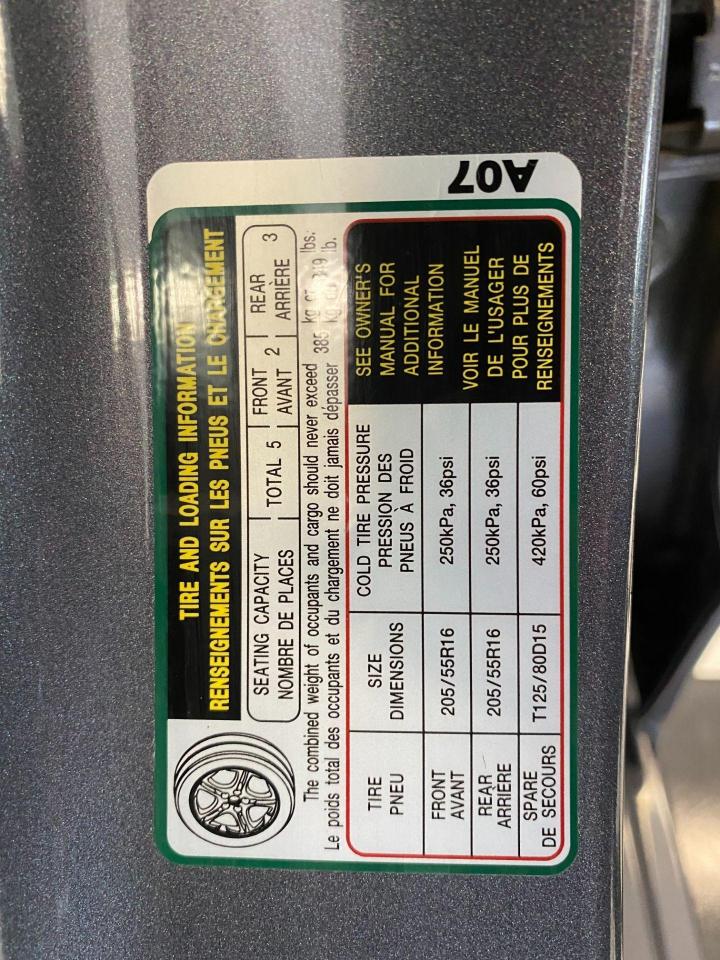 A07
TIRE AND LOADING INFORMATION
RENSEIGNEMENTS SUR LES PNEUS ET LE CHARGEMENT
SEATING CAPACITY TOTAL 5 FRONT 2 REAR 3
NOMBRE DE PLACES AVANT ARRIÈRE
The combined weight of occupants and cargo should never exceed 385 kg or lbs.
Le poids total des occupants et du chargement ne doit jamais dépasser 385 kg ou lb.
TIRE SIZE COLD TIRE PRESSURE
PNEU DIMENSIONS PRESSION DES
PNEUS À FROID
FRONT 205/55R16 250kPa, 36psi
AVANT
REAR 205/55R16 250kPa, 36psi
ARRIÈRE
SPARE T125/80D15 420kPa, 60psi
DE SECOURS
SEE OWNER'S
MANUAL FOR
ADDITIONAL
INFORMATION
VOIR LE MANUEL
DE L'USAGER
POUR PLUS DE
RENSEIGNEMENTS